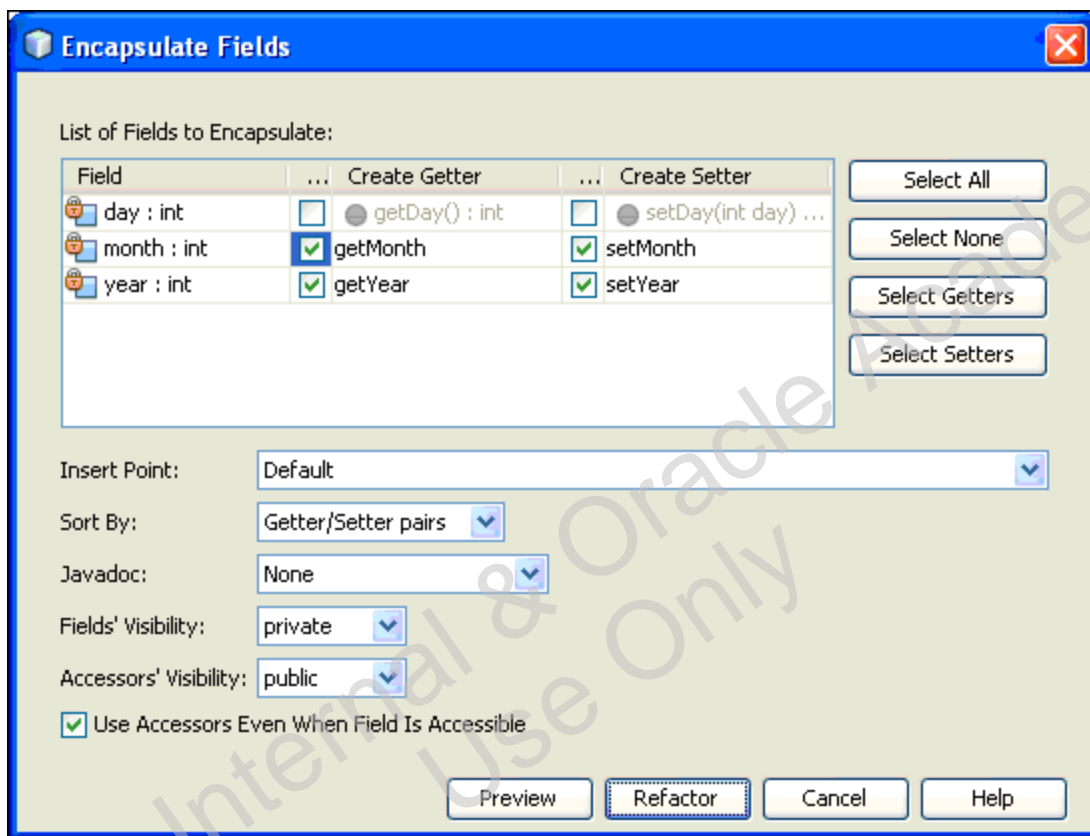 Encapsulate Fields
List of Fields to Encapsulate:
Field ... Create Getter ... Create Setter
day : int getDay() : int setDay(int day) ...
month : int getMonth setMonth
year : int getYear setYear
Select All
Select None
Select Getters
Select Setters
Insert Point: Default
Sort By: Getter/Setter pairs
Javadoc: None
Fields' Visibility: private
Accessors' Visibility: public
Use Accessors Even When Field Is Accessible
Preview Refactor Cancel Help
Internal & Oracle Acade
Use Only